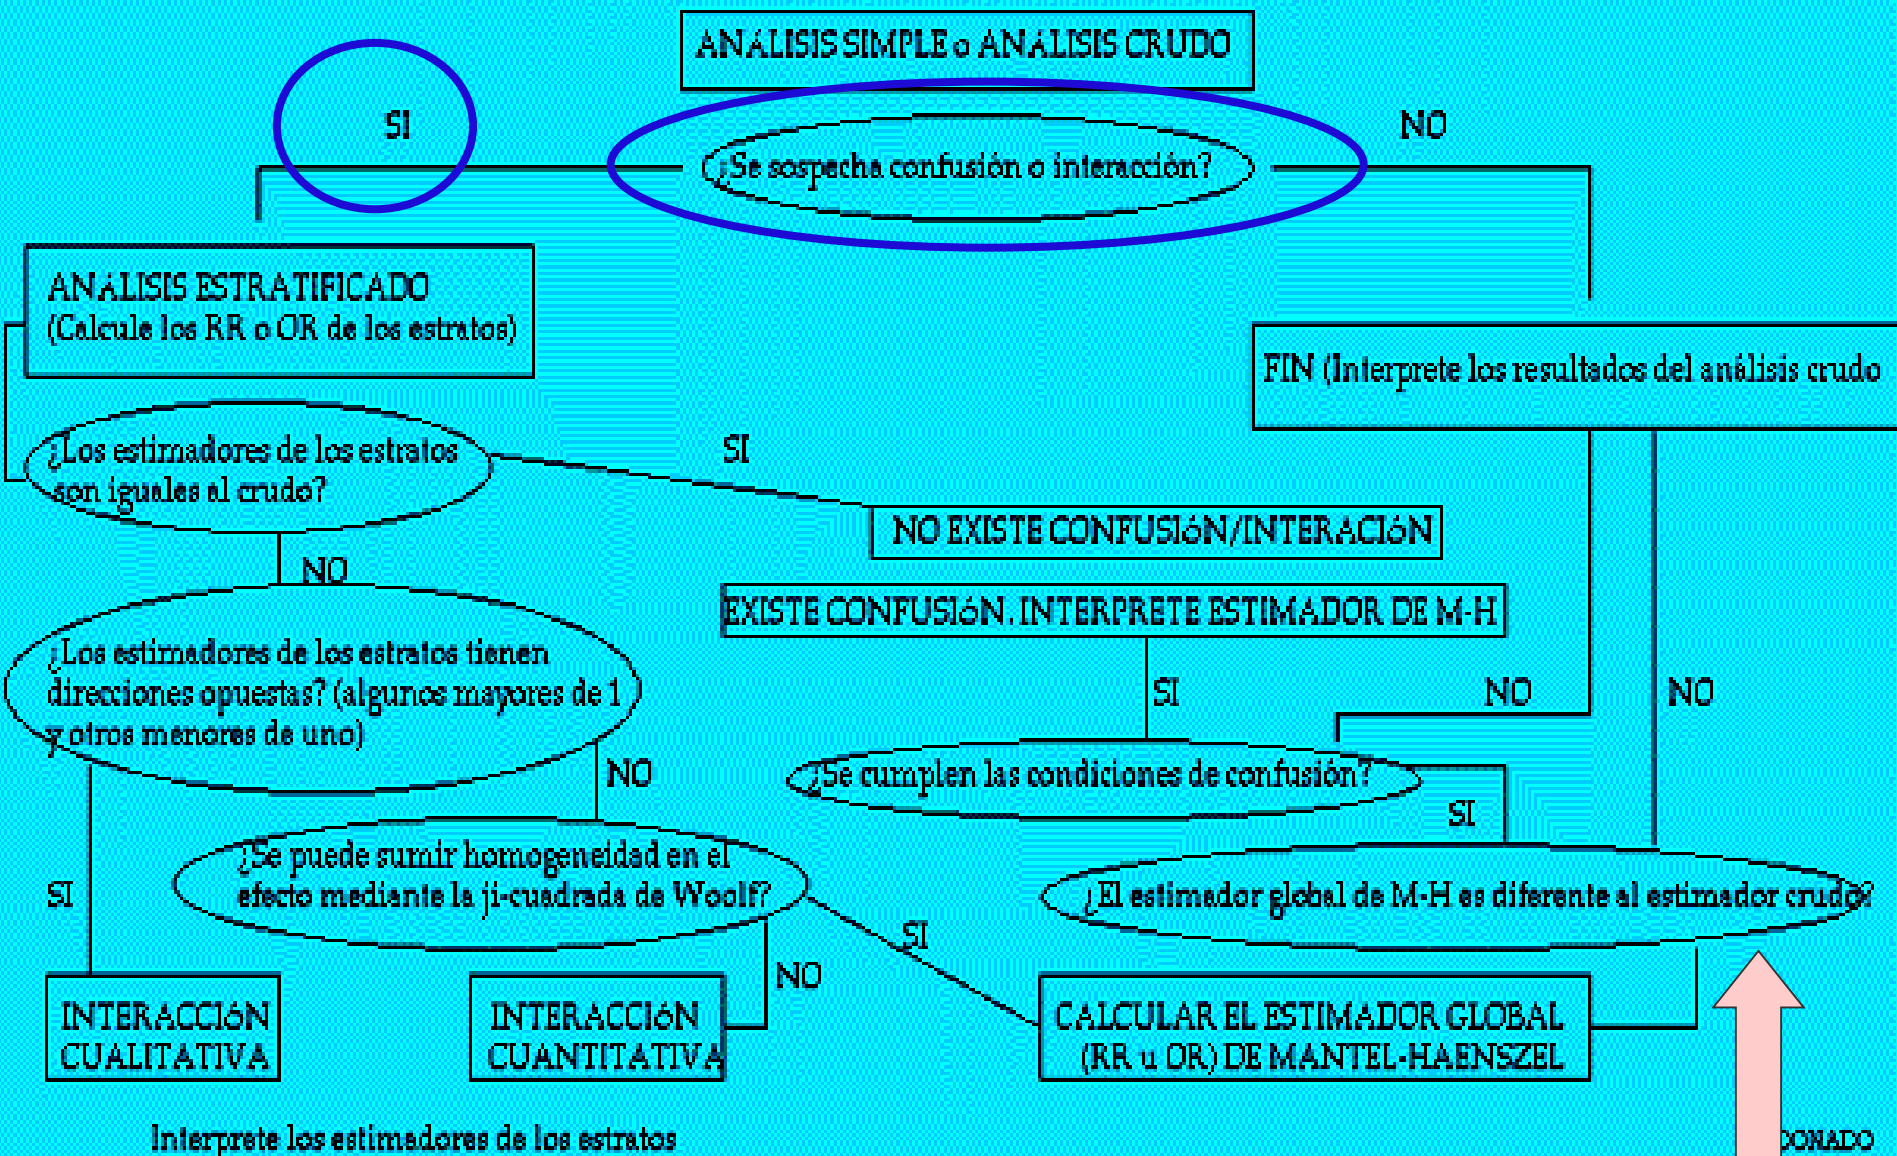 ANÁLISIS SIMPLE o ANÁLISIS CRUDO
SI
NO
¿Se sospecha confusión o interacción?
ANÁLISIS ESTRATIFICADO
(Calcule los RR o OR de los estratos)
FIN (Interprete los resultados del análisis crudo
¿Los estimadores de los estratos
son iguales al crudo?
SI
NO EXISTE CONFUSIÓN/INTERACIÓN
NO
EXISTE CONFUSIÓN. INTERPRETE ESTIMADOR DE M-H
¿Los estimadores de los estratos tienen
direcciones opuestas? (algunos mayores de 1
y otros menores de uno)
SI
NO
NO
NO
¿Se cumplen las condiciones de confusión?
SI
¿Se puede sumir homogeneidad en el
efecto mediante la ji-cuadrada de Woolf?
SI
¿El estimador global de M-H es diferente al estimador crudo?
SI
NO
INTERACCIÓN
CUALITATIVA
INTERACCIÓN
CUANTITATIVA
CALCULAR EL ESTIMADOR GLOBAL
(RR u OR) DE MANTEL-HAENSZEL
Interprete los estimadores de los estratos